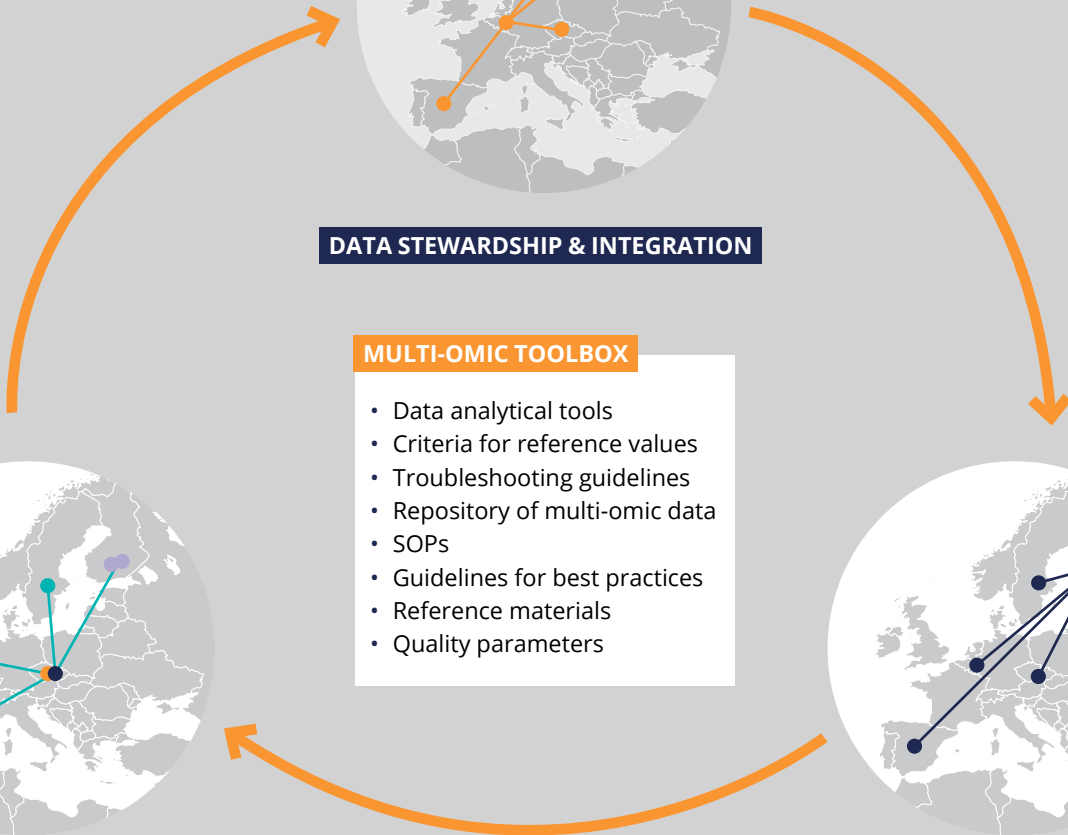 DATA STEWARDSHIP & INTEGRATION
MULTI-OMIC TOOLBOX
• Data analytical tools
• Criteria for reference values
• Troubleshooting guidelines
• Repository of multi-omic data
• SOPs
• Guidelines for best practices
• Reference materials
• Quality parameters